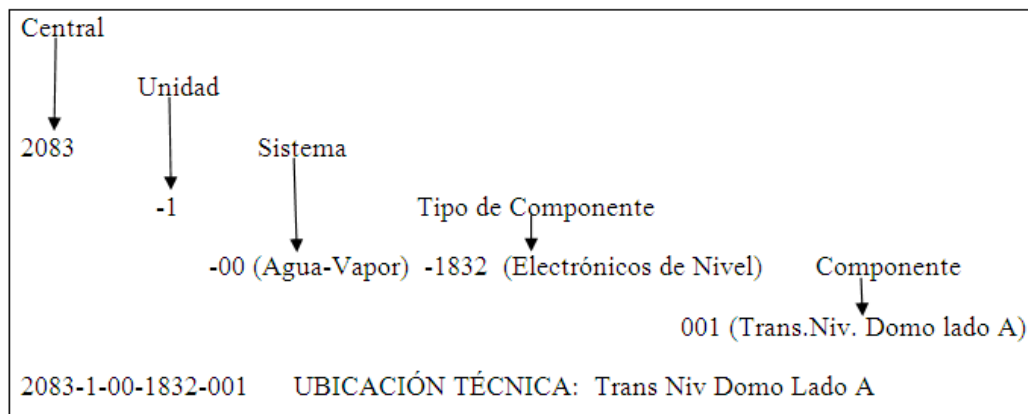 Central
Unidad
2083 Sistema
-1 Tipo de Componente
-00 (Agua-Vapor) -1832 (Electrónicos de Nivel) Componente
001 (Trans.Niv. Domo lado A)
2083-1-00-1832-001 UBICACIÓN TÉCNICA: Trans Niv Domo Lado A